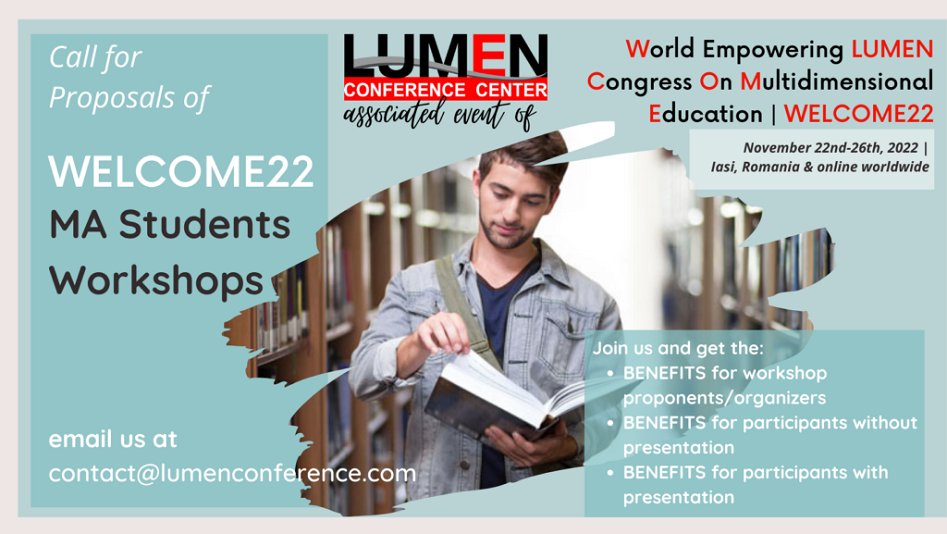 Call for
Proposals of
WELCOME22
MA Students
Workshops
email us at
contact@lumenconference.com
LUMEN
CONFERENCE CENTER
associated event of
World Empowering LUMEN
Congress On Multidimensional
Education | WELCOME22
November 22nd-26th, 2022 |
Iasi, Romania & online worldwide
Join us and get the:
• BENEFITS for workshop
proponents/organizers
• BENEFITS for participants without
presentation
• BENEFITS for participants with
presentation